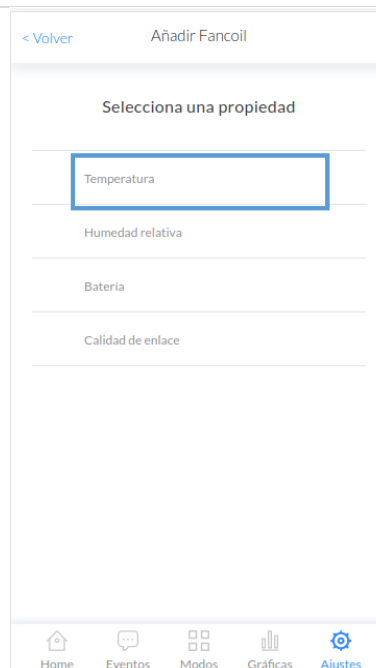 < Volver Añadir Fancoil
Selecciona una propiedad
Temperatura
Humedad relativa
Batería
Calidad de enlace
Home Eventos Modos Gráficas Ajustes